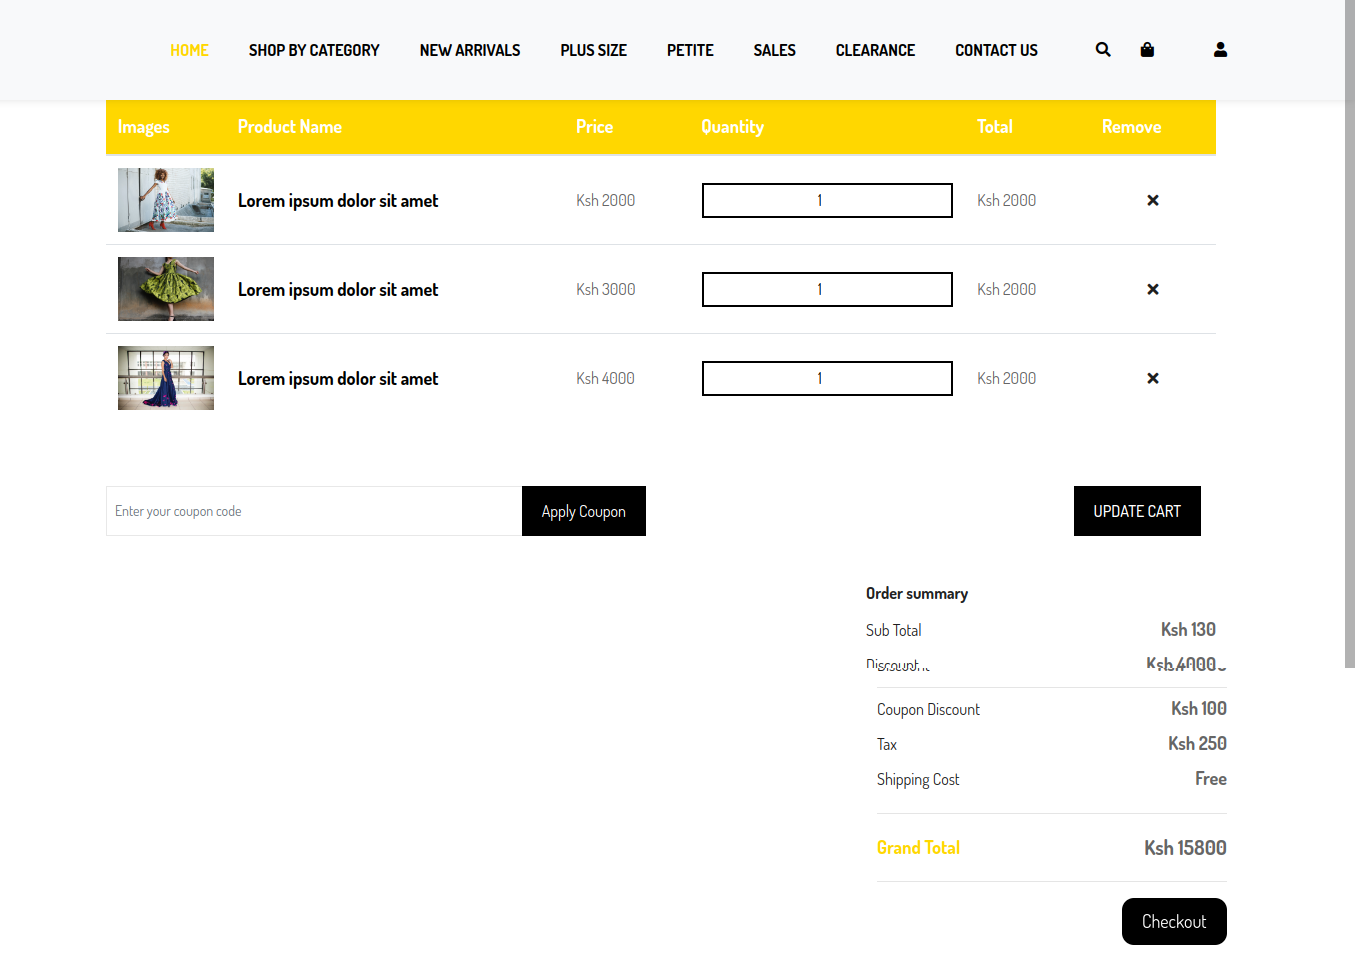 HOME SHOP BY CATEGORY NEW ARRIVALS PLUS SIZE PETITE SALES CLEARANCE CONTACT US
Images Product Name Price Quantity Total Remove
Lorem ipsum dolor sit amet Ksh 2000 1 Ksh 2000
Lorem ipsum dolor sit amet Ksh 3000 1 Ksh 2000
Lorem ipsum dolor sit amet Ksh 4000 1 Ksh 2000
Enter your coupon code Apply Coupon UPDATE CART
Order summary
Sub Total Ksh 130
Discount Ksh 4000
Coupon Discount Ksh 100
Tax Ksh 250
Shipping Cost Free
Grand Total Ksh 15800
Checkout